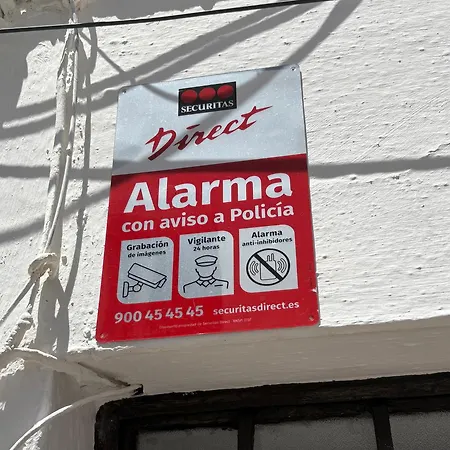 SECURITAS
Direct
Alarma
con aviso a Policía
Grabación
de imágenes
Vigilante
24 horas
Alarma
anti-inhibidores
900 45 45 45
securitasdirect.es